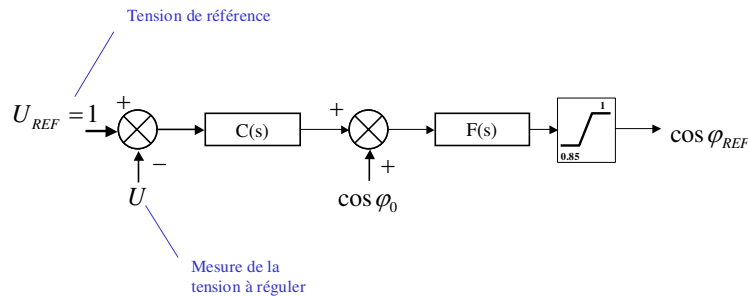 Tension de référence
U_REF = 1
+
−
C(s)
+
+
F(s)
1
0.85
cos φ_REF
U
cos φ_0
Mesure de la
tension à réguler